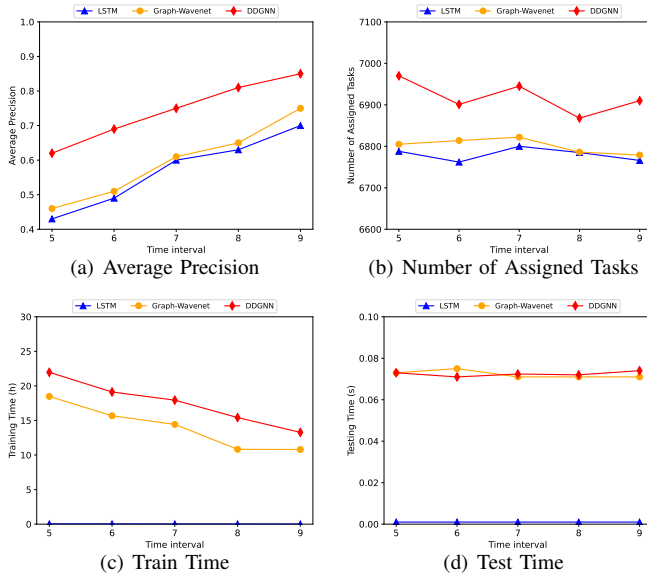 LSTM Graph-Wavenet DDGNN
1.0
0.9
0.8
0.7
0.6
0.5
0.4
Average Precision
5 6 7 8 9
Time interval
(a) Average Precision
LSTM Graph-Wavenet DDGNN
7100
7000
6900
6800
6700
6600
Number of Assigned Tasks
5 6 7 8 9
Time interval
(b) Number of Assigned Tasks
LSTM Graph-Wavenet DDGNN
30
25
20
15
10
5
0
Training Time (h)
5 6 7 8 9
Time interval
(c) Train Time
LSTM Graph-Wavenet DDGNN
0.10
0.08
0.06
0.04
0.02
0.00
Testing Time (s)
5 6 7 8 9
Time interval
(d) Test Time